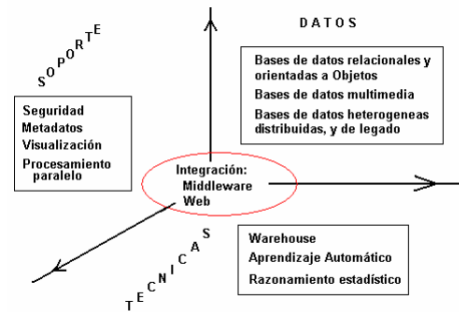 SOPORTE
DATOS
Bases de datos relacionales y
orientadas a Objetos
Bases de datos multimedia
Bases de datos heterogeneas
distribuidas, y de legado
Seguridad
Metadatos
Visualización
Procesamiento
paralelo
Integración:
Middleware
Web
TECNICAS
Warehouse
Aprendizaje Automático
Razonamiento estadístico